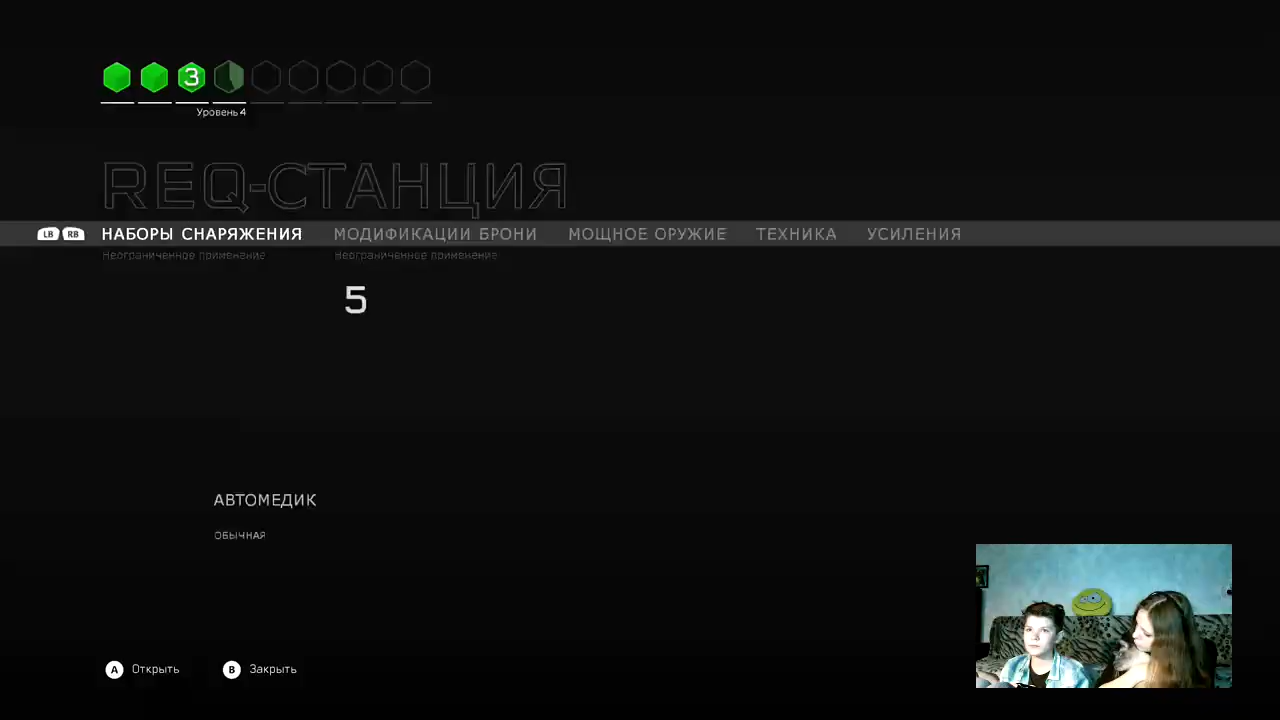 3
Уровень 4
REQ-СТАНЦИЯ
LB RB НАБОРЫ СНАРЯЖЕНИЯ МОДИФИКАЦИИ БРОНИ МОЩНОЕ ОРУЖИЕ ТЕХНИКА УСИЛЕНИЯ
Неограниченное применение Неограниченное применение
5
АВТОМЕДИК
ОБЫЧНАЯ
A Открыть B Закрыть